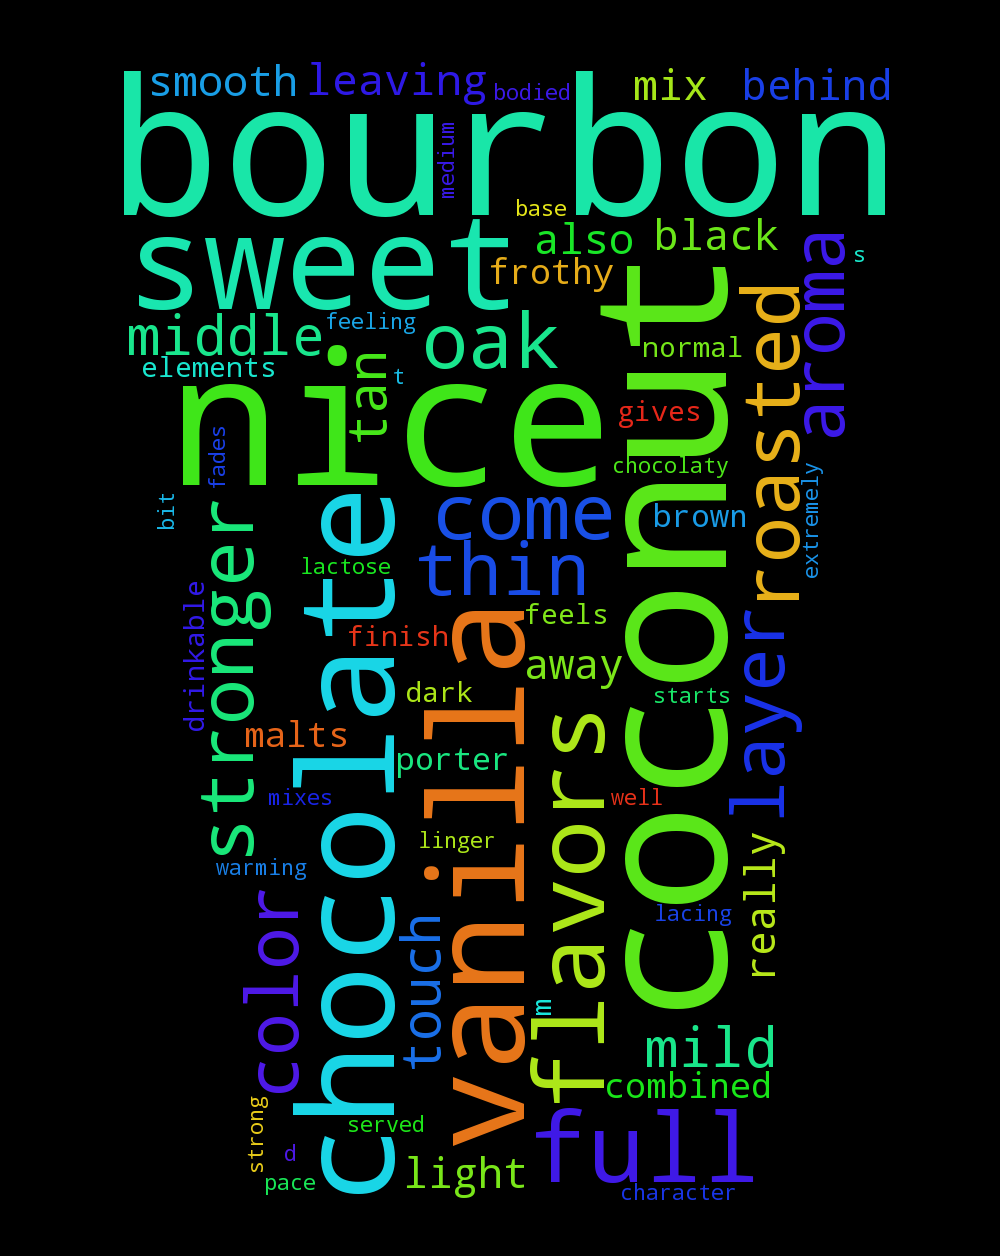 smooth
leaving
bodied
mix
behind
bourbon
medium
base
sweet
also
black
frothy
aroma
s
middle
feeling
oak
normal
elements
tan
t
nice
coconut
roasted
gives
chocolaty
fades
bit
come
brown
extremely
stronger
chocolate
lactose
thin
drinkable
finish
vanilla
feels
away
layer
dark
starts
malts
porter
flavors
mixes
well
linger
really
warming
color
touch
lacing
m
mild
combined
strong
served
full
d
pace
light
character